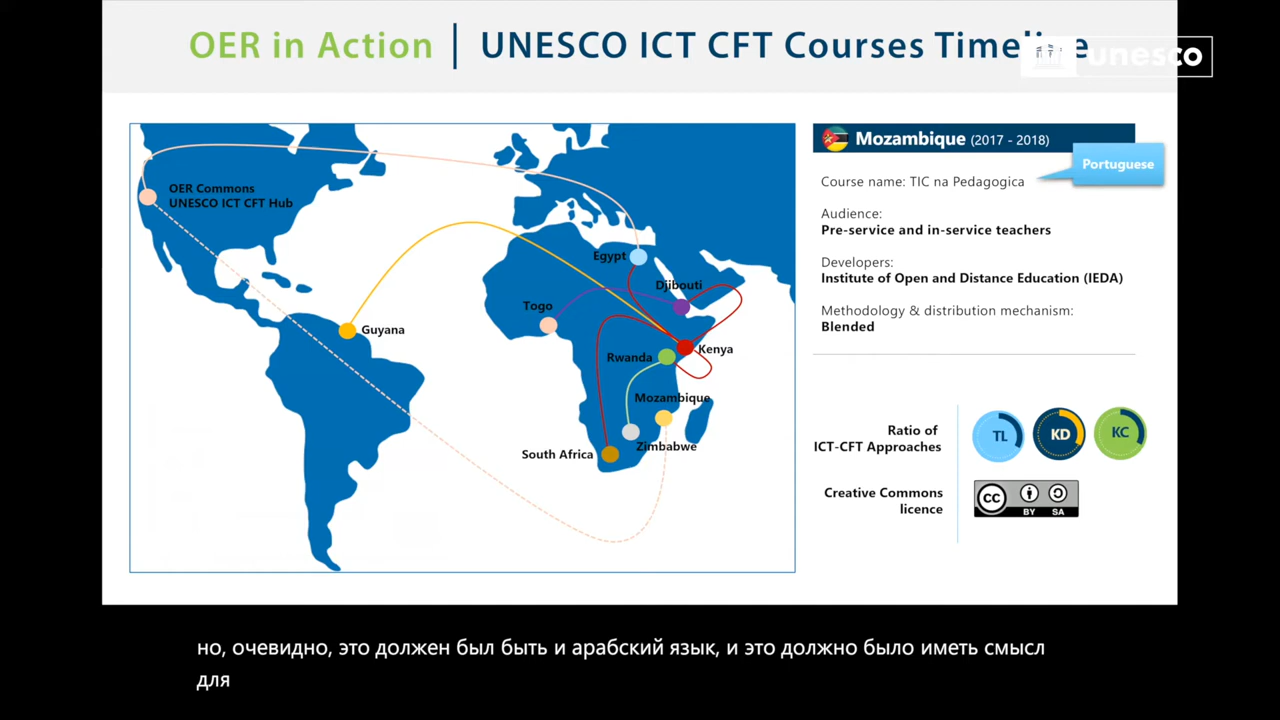 OER in Action | UNESCO ICT CFT Courses Timeline
unesco
OER Commons
UNESCO ICT CFT Hub
Guyana
Togo
Egypt
Djibouti
Kenya
Rwanda
Mozambique
Zimbabwe
South Africa
Mozambique (2017 - 2018)
Portuguese
Course name: TIC na Pedagogica
Audience:
Pre-service and in-service teachers
Developers:
Institute of Open and Distance Education (IEDA)
Methodology & distribution mechanism:
Blended
Ratio of
ICT-CFT Approaches
TL
KD
KC
Creative Commons
licence
cc
BY SA
но, очевидно, это должен был быть и арабский язык, и это должно было иметь смысл
для